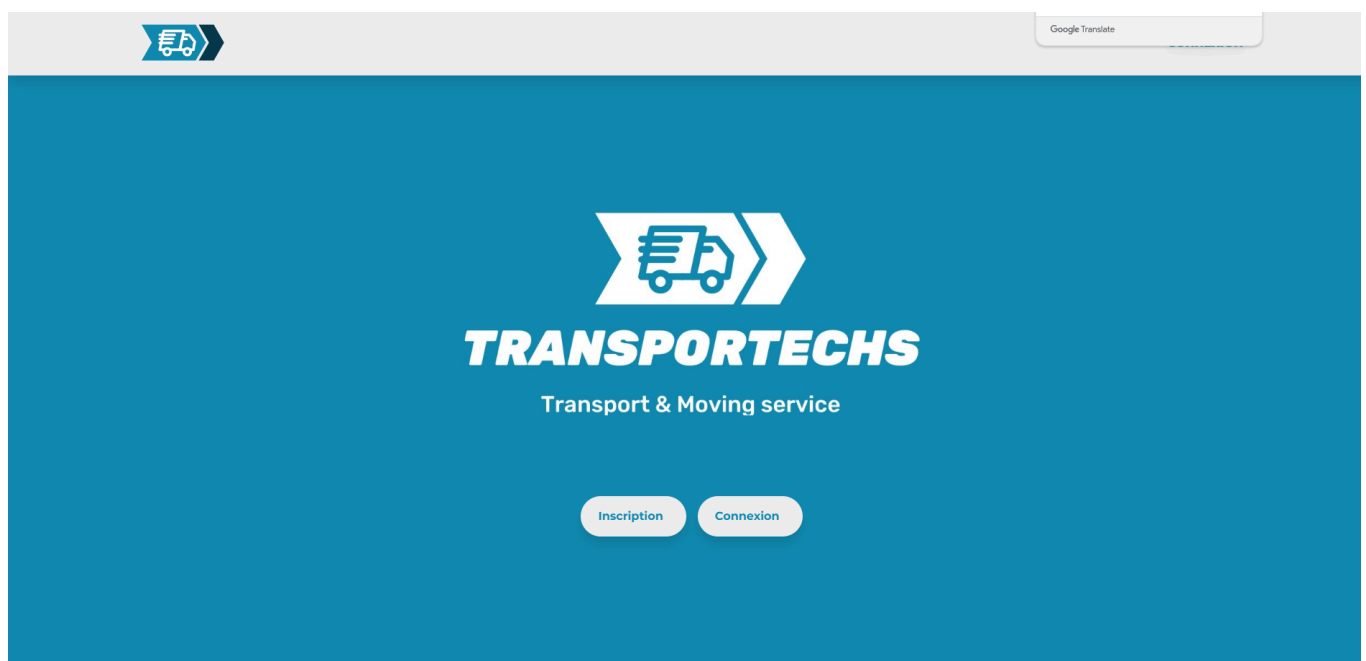 Google Translate
TRANSPORTECHS
Transport & Moving service
Inscription
Connexion